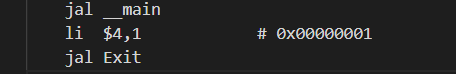 jal __main
li  $4,1              # 0x00000001
jal Exit